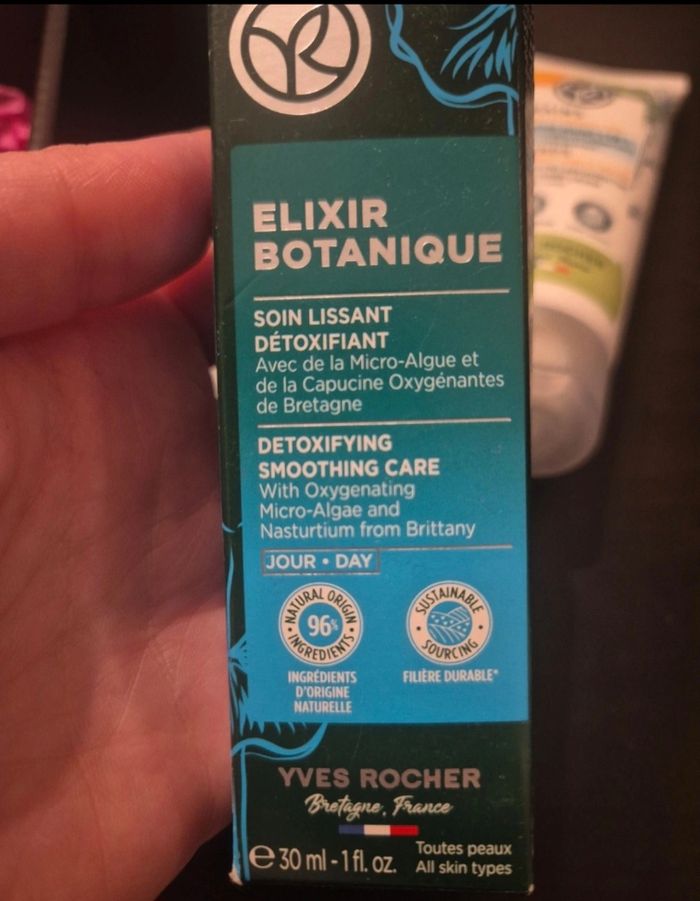 ELIXIR
BOTANIQUE
SOIN LISSANT
DÉTOXIFIANT
Avec de la Micro-Algue et
de la Capucine Oxygénantes
de Bretagne
DETOXIFYING
SMOOTHING CARE
With Oxygenating
Micro-Algae and
Nasturtium from Brittany
JOUR • DAY
NATURAL ORIGIN
96%
INGREDIENTS
INGRÉDIENTS
D'ORIGINE
NATURELLE
SUSTAINABLE
SOURCING
FILIÈRE DURABLE*
YVES ROCHER
Bretagne, France
℮ 30 ml - 1 fl. oz.
Toutes peaux
All skin types